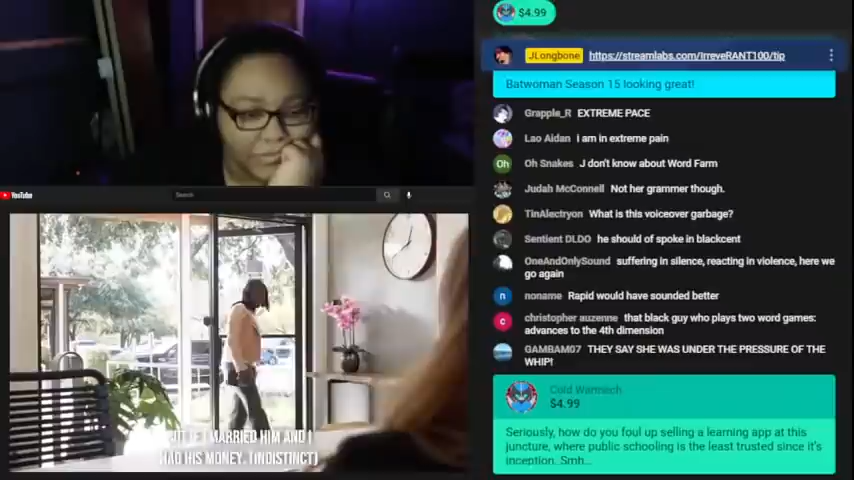 $4.99
JLongbone https://streamlabs.com/IrreveRANT100/tip
Batwoman Season 15 looking great!
Grapple_R EXTREME PACE
Lao Aidan i am in extreme pain
Oh Oh Snakes J don't know about Word Farm
Judah McConnell Not her grammer though.
TinAlectryon What is this voiceover garbage?
Sentient DLDO he should of spoke in blackcent
OneAndOnlySound suffering in silence, reacting in violence, here we
go again
n noname Rapid would have sounded better
c christopher auzenne that black guy who plays two word games:
advances to the 4th dimension
GAMBAM07 THEY SAY SHE WAS UNDER THE PRESSURE OF THE
WHIP!
Cold Warmech
$4.99
Seriously, how do you foul up selling a learning app at this
juncture, where public schooling is the least trusted since it's
inception. Smh...
YouTube
Search
IF I MARRIED HIM AND I
HAD HIS MONEY. (INDISTINCT)